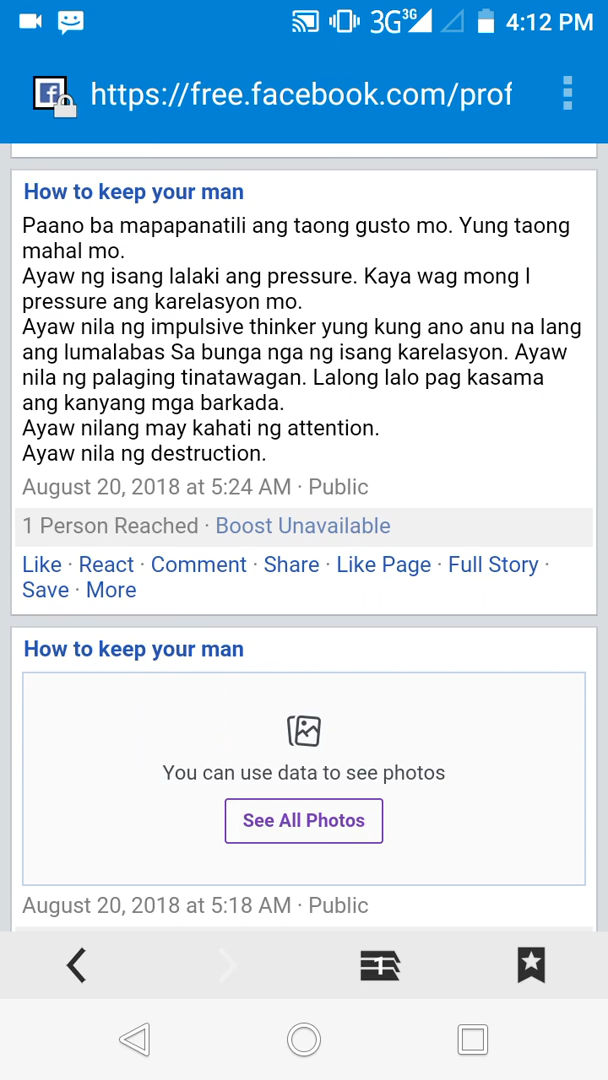 3G 3G 4:12 PM
https://free.facebook.com/prof
How to keep your man
Paano ba mapapanatili ang taong gusto mo. Yung taong
mahal mo.
Ayaw ng isang lalaki ang pressure. Kaya wag mong I
pressure ang karelasyon mo.
Ayaw nila ng impulsive thinker yung kung ano anu na lang
ang lumalabas Sa bunga nga ng isang karelasyon. Ayaw
nila ng palaging tinatawagan. Lalong lalo pag kasama
ang kanyang mga barkada.
Ayaw nilang may kahati ng attention.
Ayaw nila ng destruction.
August 20, 2018 at 5:24 AM · Public
1 Person Reached · Boost Unavailable
Like · React · Comment · Share · Like Page · Full Story ·
Save · More
How to keep your man
You can use data to see photos
See All Photos
August 20, 2018 at 5:18 AM · Public
1